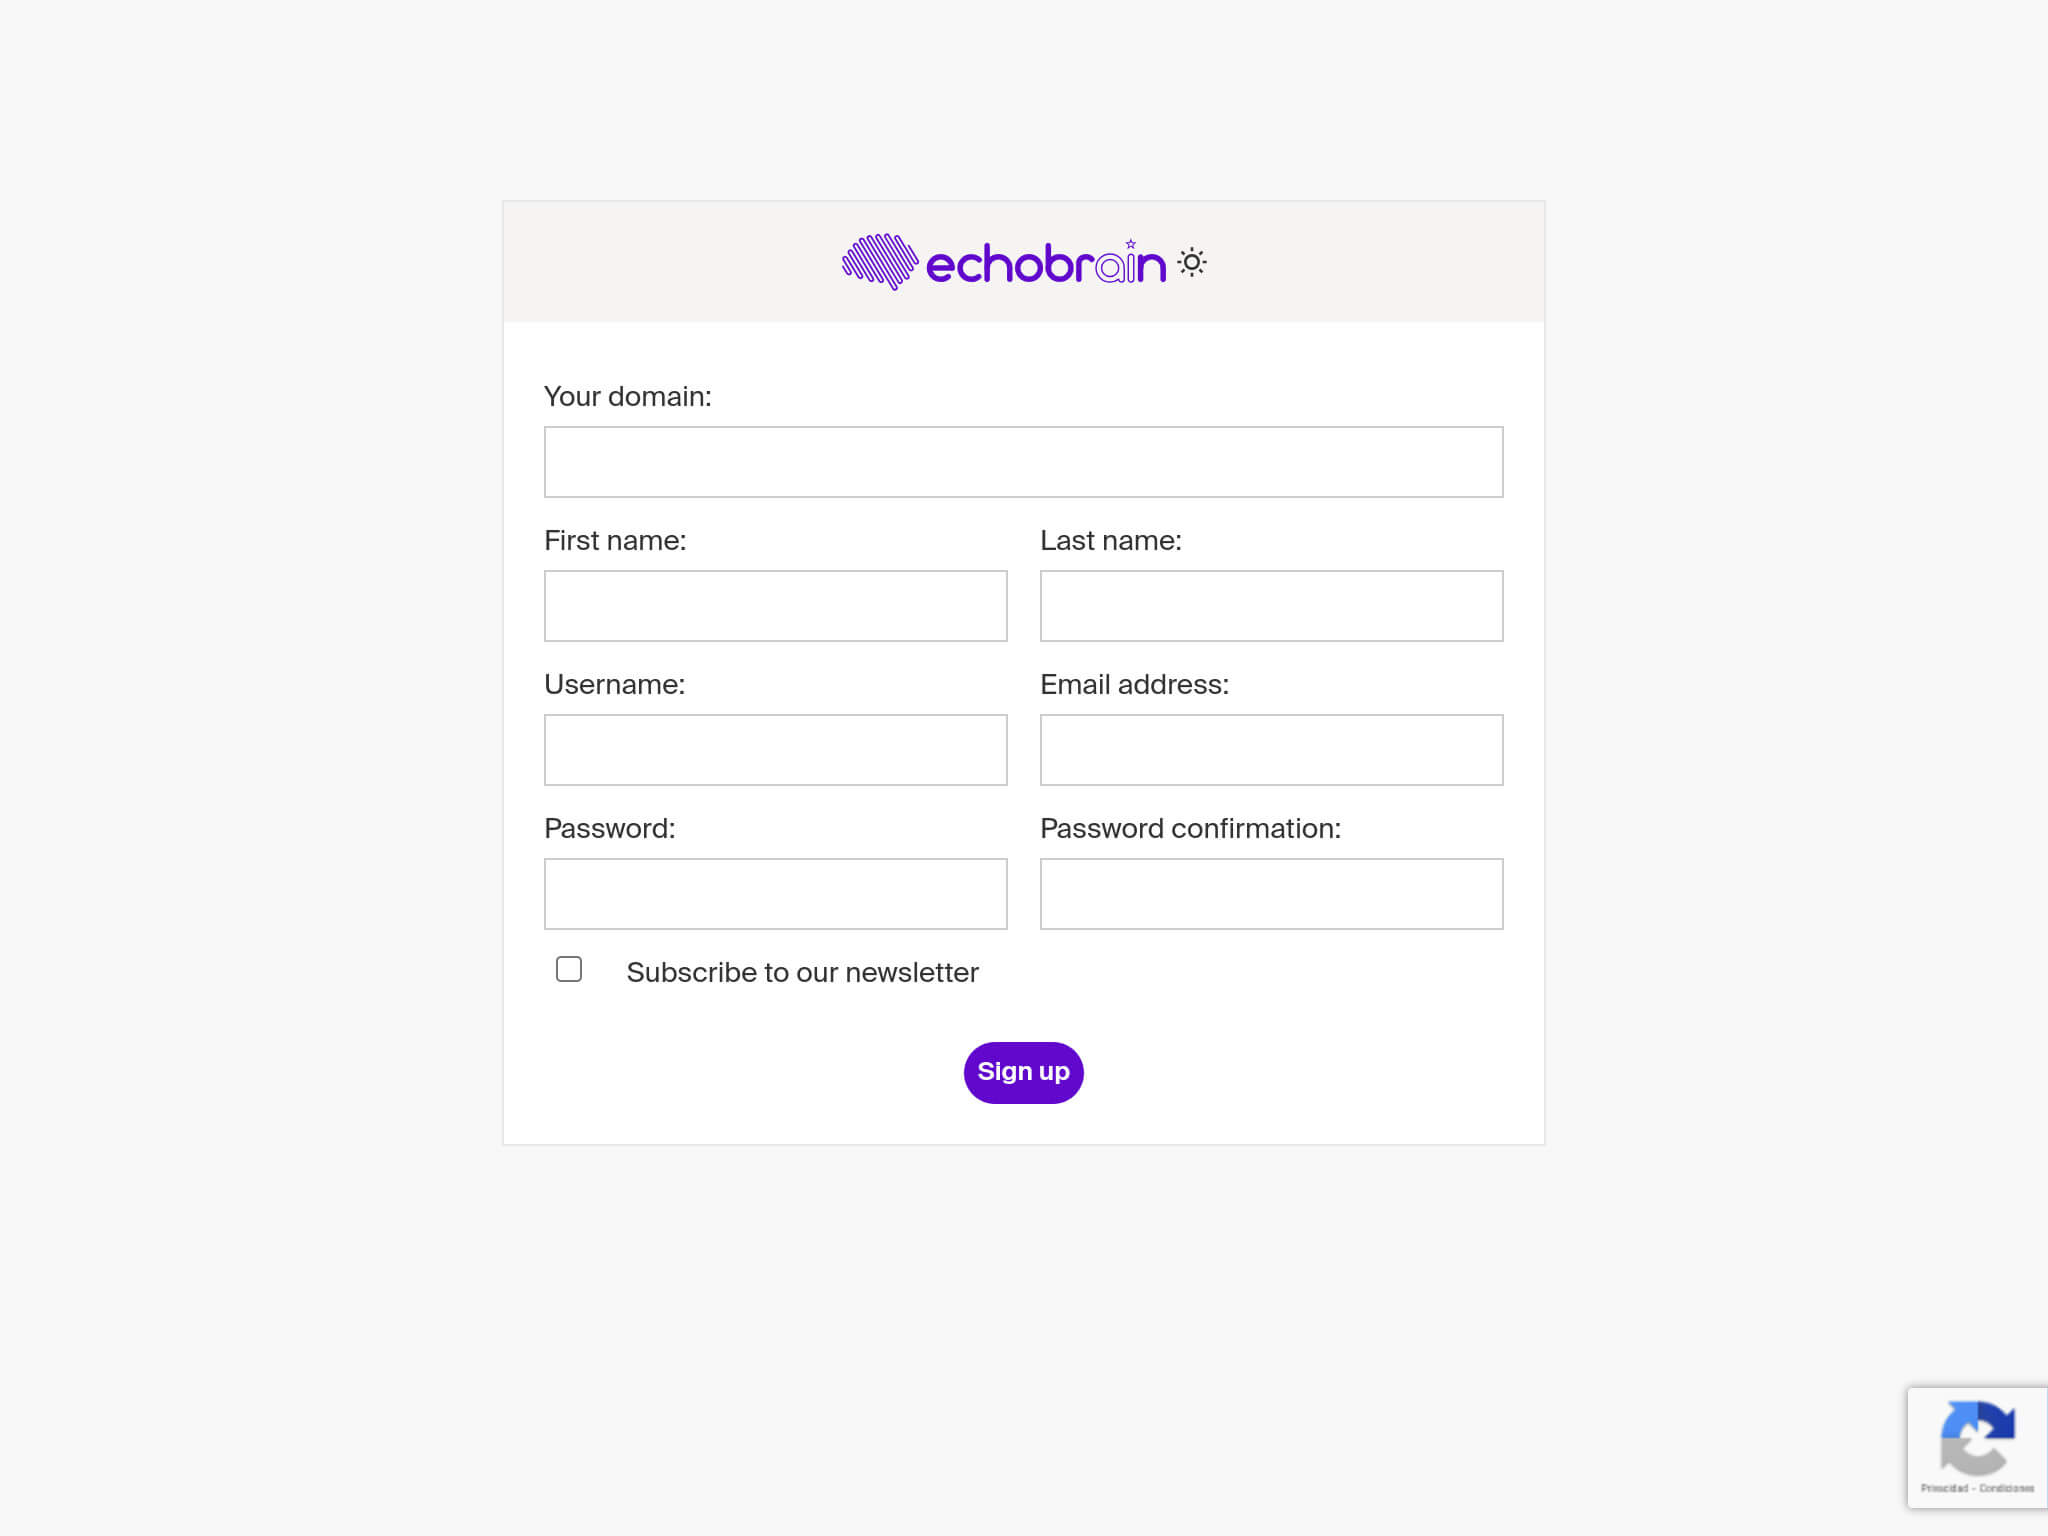 echobrain
Your domain:
First name:
Last name:
Username:
Email address:
Password:
Password confirmation:
Subscribe to our newsletter
Sign up
Privacidad - Condiciones